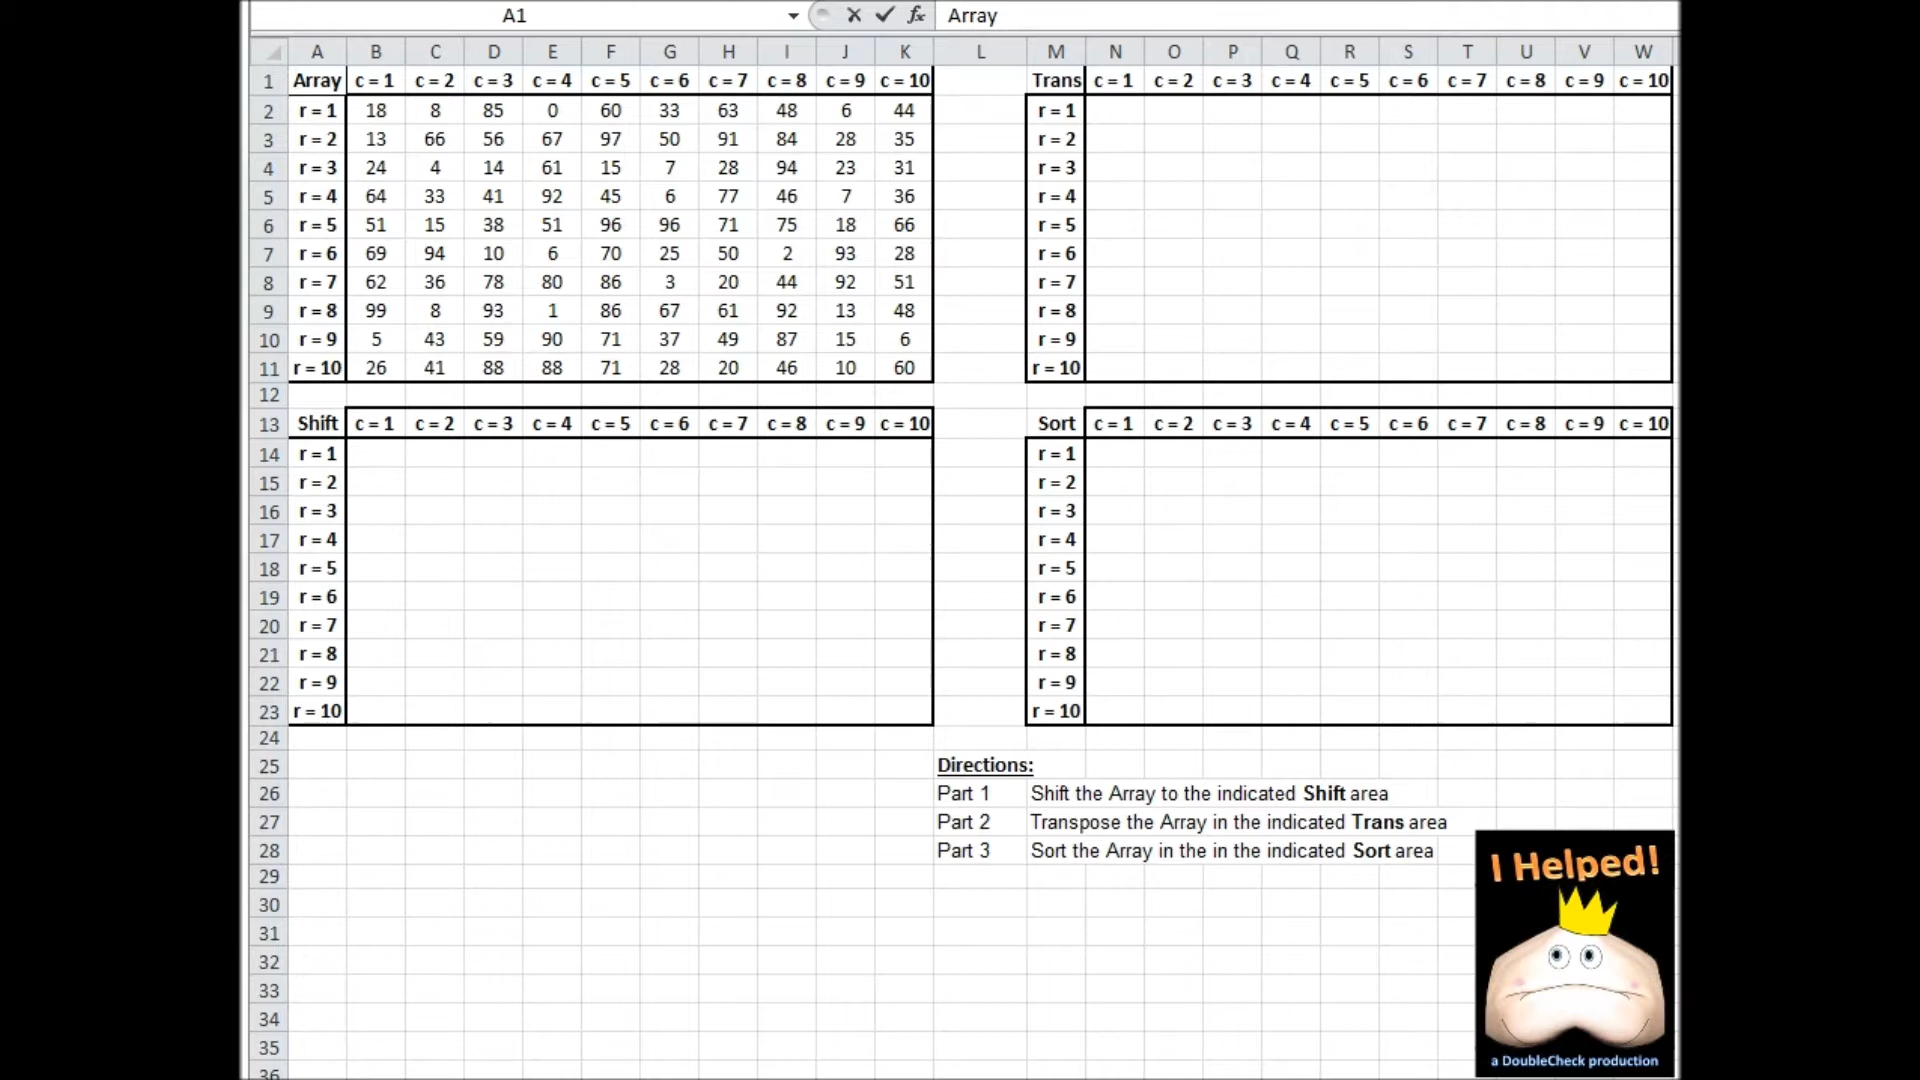 A1 fx Array
A B C D E F G H I J K L M N O P Q R S T U V W
1 Array c = 1 c = 2 c = 3 c = 4 c = 5 c = 6 c = 7 c = 8 c = 9 c = 10 Trans c = 1 c = 2 c = 3 c = 4 c = 5 c = 6 c = 7 c = 8 c = 9 c = 10
2 r = 1 18 8 85 0 60 33 63 48 6 44 r = 1
3 r = 2 13 66 56 67 97 50 91 84 28 35 r = 2
4 r = 3 24 4 14 61 15 7 28 94 23 31 r = 3
5 r = 4 64 33 41 92 45 6 77 46 7 36 r = 4
6 r = 5 51 15 38 51 96 96 71 75 18 66 r = 5
7 r = 6 69 94 10 6 70 25 50 2 93 28 r = 6
8 r = 7 62 36 78 80 86 3 20 44 92 51 r = 7
9 r = 8 99 8 93 1 86 67 61 92 13 48 r = 8
10 r = 9 5 43 59 90 71 37 49 87 15 6 r = 9
11 r = 10 26 41 88 88 71 28 20 46 10 60 r = 10
12
13 Shift c = 1 c = 2 c = 3 c = 4 c = 5 c = 6 c = 7 c = 8 c = 9 c = 10 Sort c = 1 c = 2 c = 3 c = 4 c = 5 c = 6 c = 7 c = 8 c = 9 c = 10
14 r = 1 r = 1
15 r = 2 r = 2
16 r = 3 r = 3
17 r = 4 r = 4
18 r = 5 r = 5
19 r = 6 r = 6
20 r = 7 r = 7
21 r = 8 r = 8
22 r = 9 r = 9
23 r = 10 r = 10
24
25 Directions:
26 Part 1 Shift the Array to the indicated Shift area
27 Part 2 Transpose the Array in the indicated Trans area
28 Part 3 Sort the Array in the in the indicated Sort area
29
30
31
32
33
34
35
36
I Helped!
a DoubleCheck production